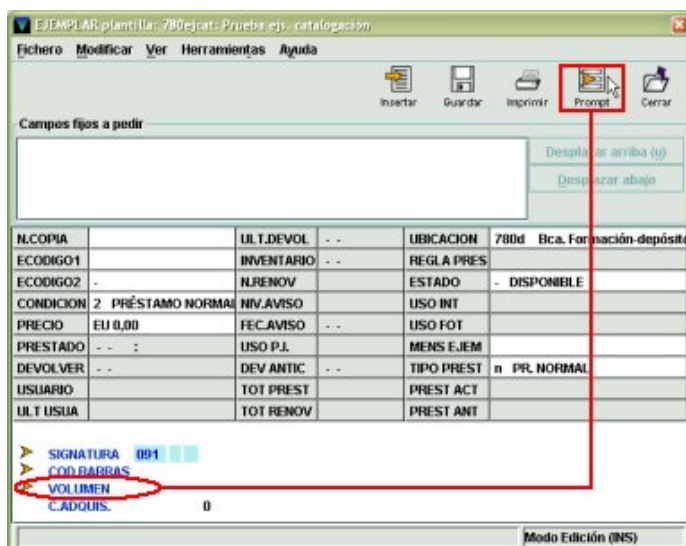 EJEMPLAR plantilla: 780ejcat: Prueba ejs. catalogación
Fichero Modificar Ver Herramientas Ayuda
Insertar Guardar Imprimir Prompt Cerrar
Campos fijos a pedir
Desplazar arriba (u)
Desplazar abajo
N.COPIA ULT.DEVOL - - UBICACION 780d Bca. Formación-depósito
ECODIGO1 INVENTARIO - - REGLA PRES
ECODIGO2 - N.RENOV ESTADO - DISPONIBLE
CONDICION 2 PRÉSTAMO NORMAL NIV.AVISO USO INT
PRECIO EU 0,00 FEC.AVISO - - USO FOT
PRESTADO - - : USO P.I. MENS EJEM
DEVOLVER - - DEV ANTIC - - TIPO PREST n PR. NORMAL
USUARIO TOT PREST PREST ACT
ULT USUA TOT RENOV PREST ANT
SIGNATURA 091
COD.BARRAS
VOLUMEN
C.ADQUIS. 0
Modo Edición (INS)